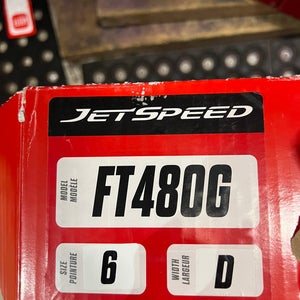 JETSPEED
MODEL
MODÈLE
FT480G
SIZE
POINTURE
6
WIDTH
LARGEUR
D